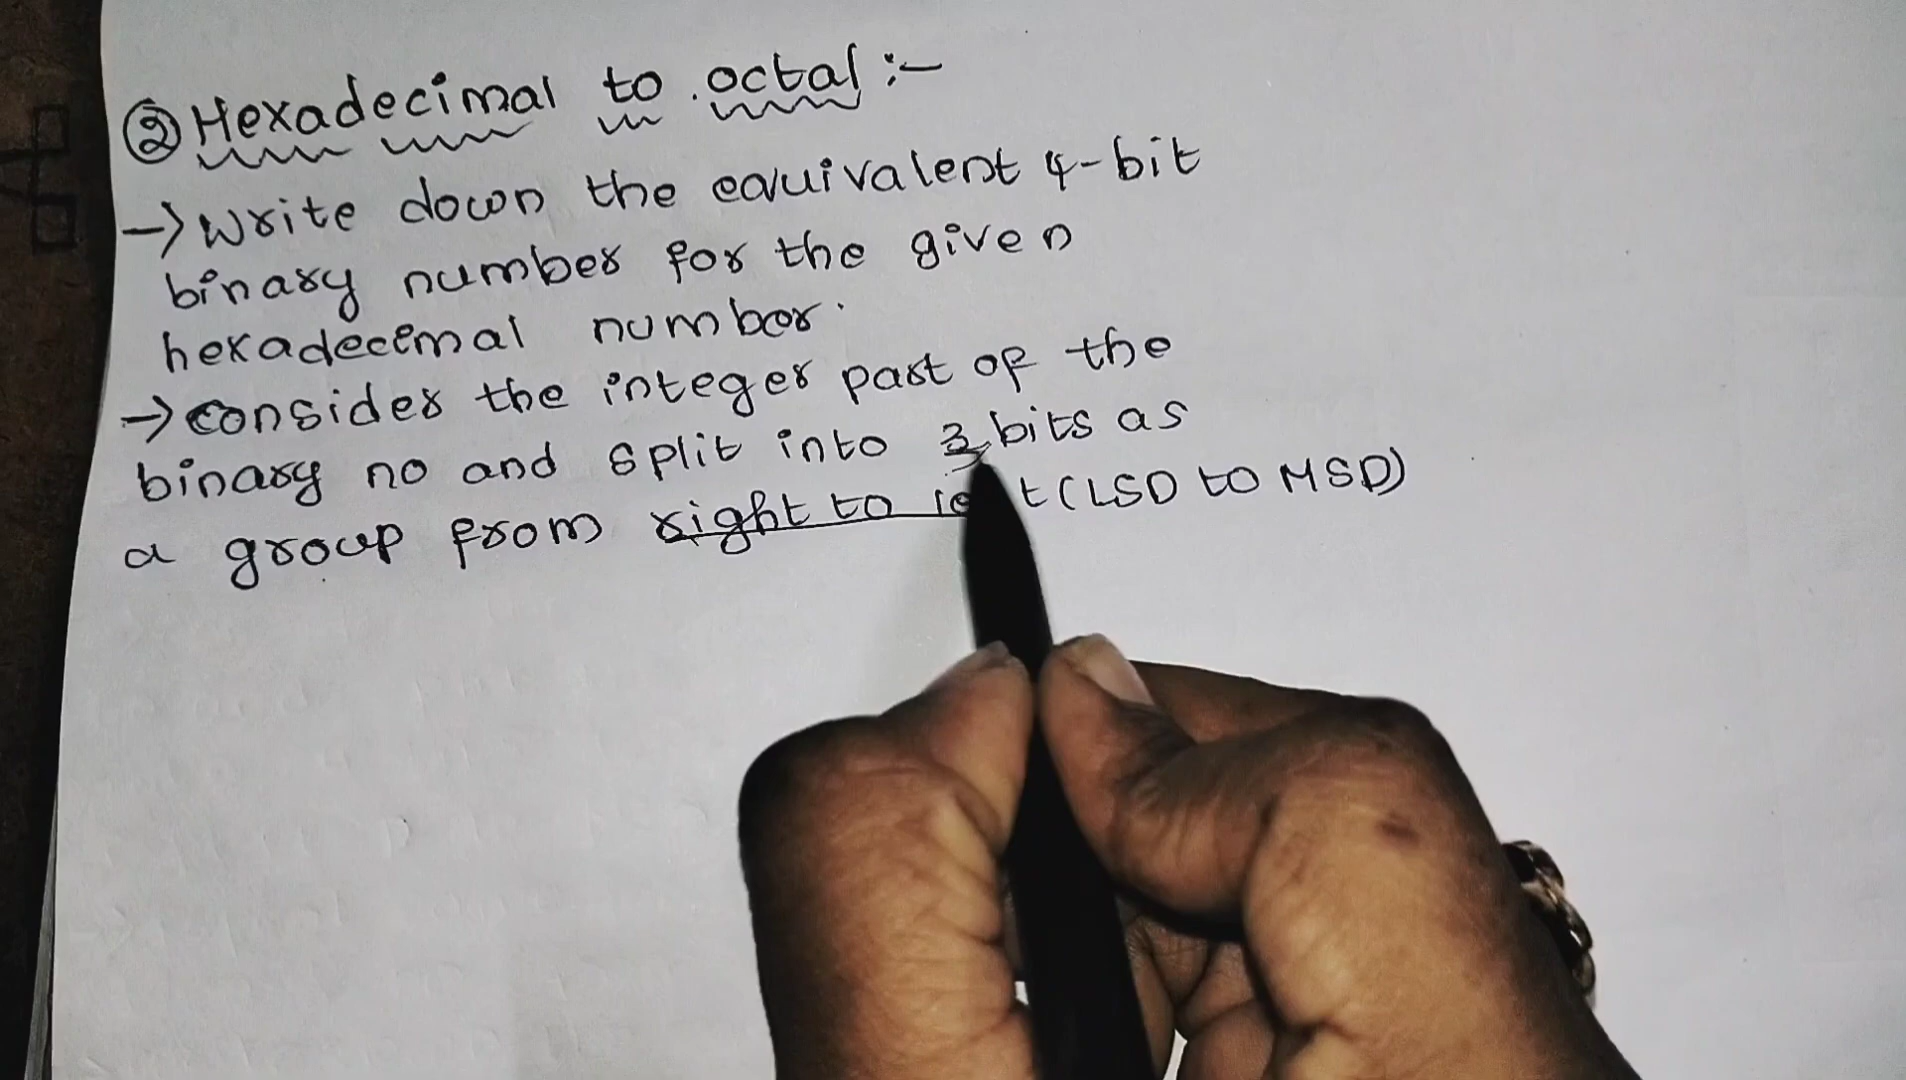 ② Hexadecimal to octal :-
→ Write down the equivalent 4-bit
binary number for the given
hexadecimal number.
→ consider the integer part of the
binary no and split into 3 bits as
a group from right to left (LSD to MSD)